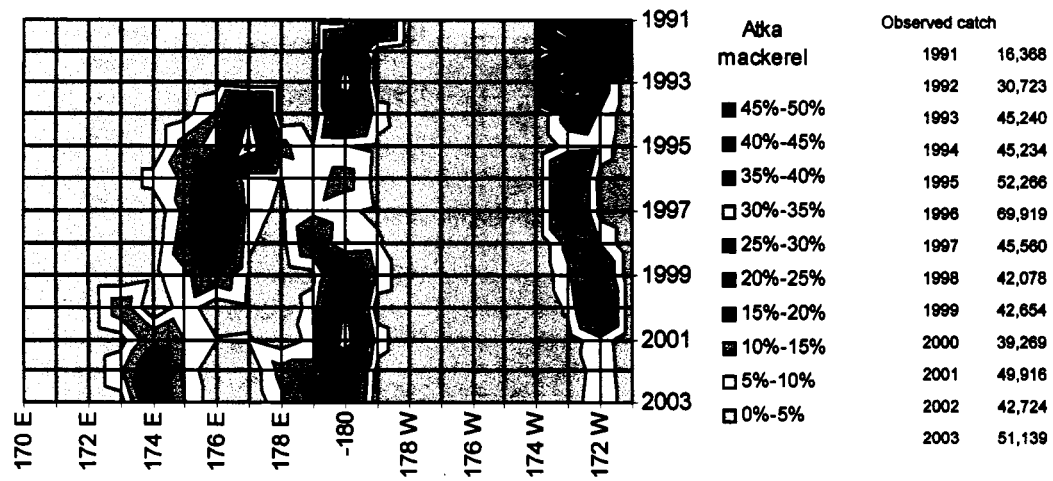 1991
1993
1995
1997
1999
2001
2003
170 E
172 E
174 E
176 E
178 E
-180
178 W
174 W
172 W
Atka
mackerel
45%-50%
40%-45%
35%-40%
30%-35%
25%-30%
20%-25%
15%-20%
10%-15%
5%-10%
0%-5%
Observed catch
1991 16,368
1992 30,723
1993 45,240
1994 45,234
1995 52,266
1996 69,919
1997 45,560
1998 42,078
1999 42,654
2000 39,269
2001 49,916
2002 42,724
2003 51,139